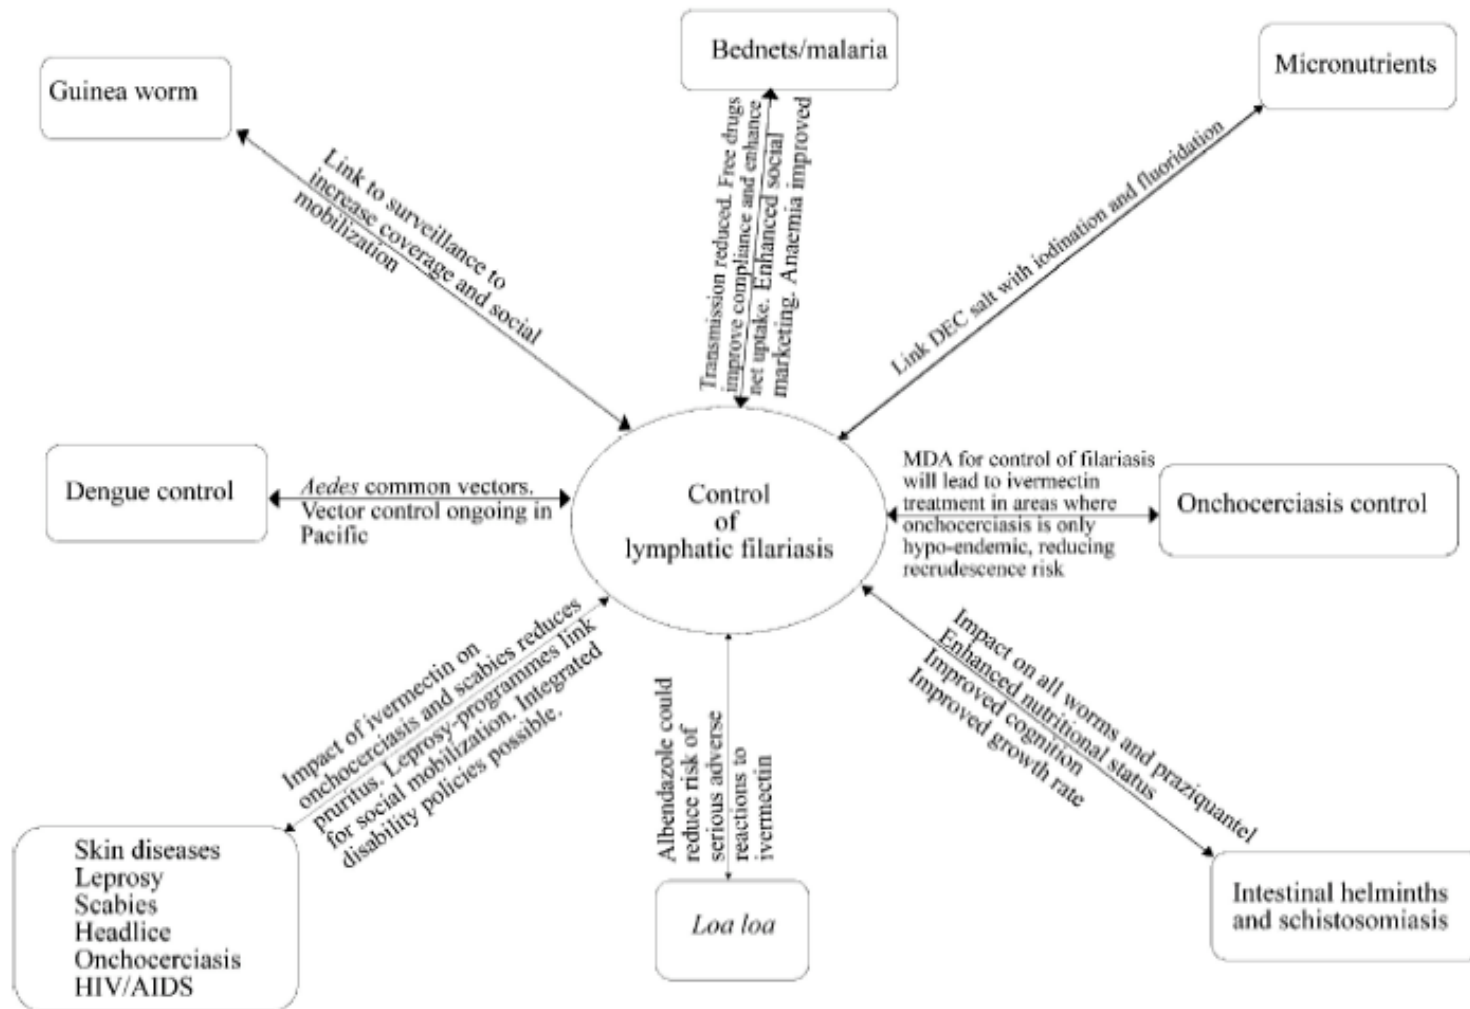 Bednets/malaria
Guinea worm
Micronutrients
Link to surveillance to
increase coverage and social
mobilization
Transmission reduced. Free drugs
improve compliance and enhance
net uptake. Enhanced social
marketing. Anaemia improved
Link DEC salt with iodination and fluoridation
Dengue control
Aedes common vectors.
Vector control ongoing in
Pacific
Control
of
lymphatic filariasis
MDA for control of filariasis
will lead to ivermectin
treatment in areas where
onchocerciasis is only
hypo-endemic, reducing
recrudescence risk
Onchocerciasis control
Impact of ivermectin on
onchocerciasis and scabies reduces
pruritus. Leprosy-programmes link
for social mobilization. Integrated
disability policies possible.
Albendazole could
reduce risk of
serious adverse
reactions to
ivermectin
Impact on all worms and praziquantel
Enhanced nutritional status
Improved cognition
Improved growth rate
Skin diseases
Leprosy
Scabies
Headlice
Onchocerciasis
HIV/AIDS
Loa loa
Intestinal helminths
and schistosomiasis